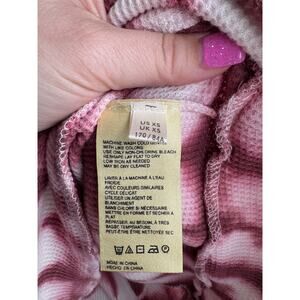 US XS
UK XS
170/84A
MACHINE WASH COLD
WITH LIKE COLORS
USE ONLY NON-CHLORINE BLEACH
RESHAPE LAY FLAT TO DRY
LOW IRON AS NEEDED
MAY BE DRY CLEANED
LAVER À LA MACHINE À L'EAU
FROIDE
AVEC COULEURS SIMILAIRES
CYCLE DÉLICAT
UTILISER UN AGENT DE
BLANCHIMENT
SANS CHLORE SI NÉCESSAIRE
METTRE EN FORME ET SÉCHER À
PLAT
REPASSER AU BESOIN, À TRÈS
BASSE TEMPÉRATURE
PEUT-ÊTRE ÊTRE NETTOYÉ SEC
MADE IN CHINA
HECHO EN CHINA